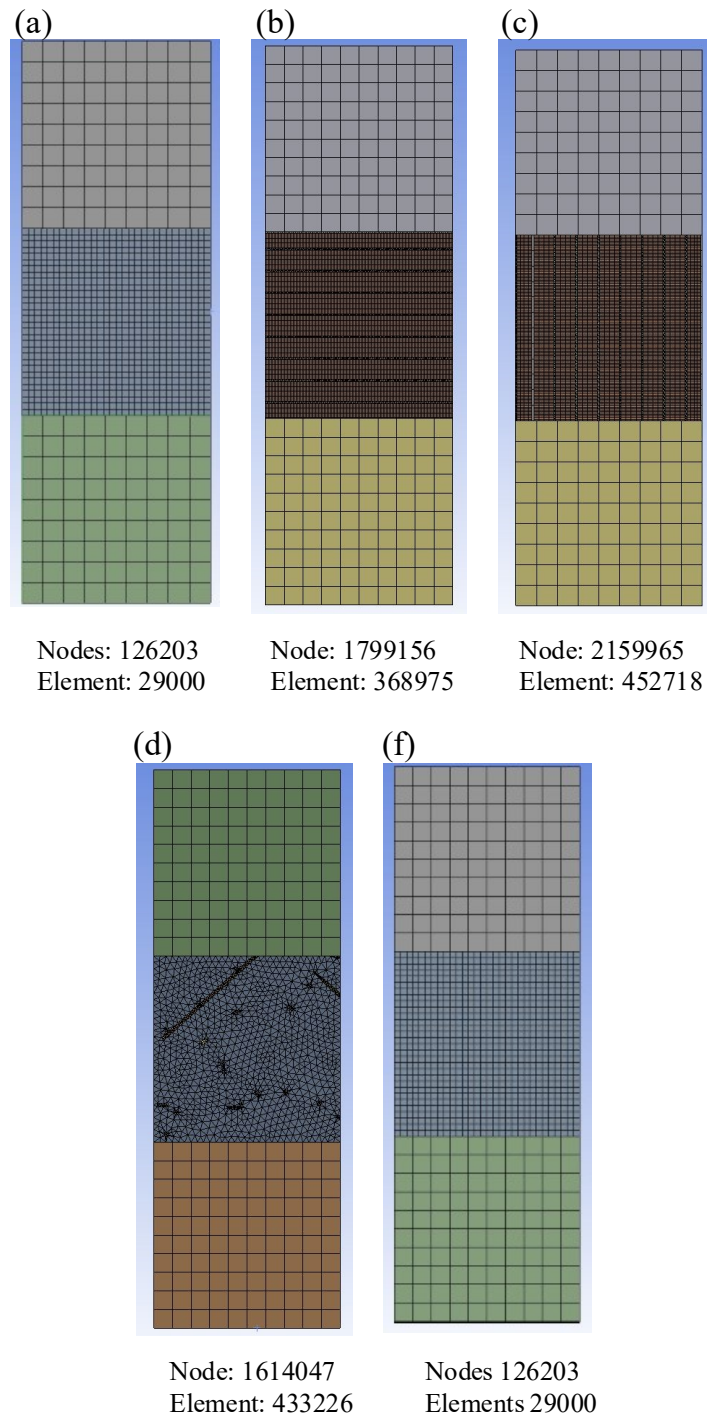 (a)
(b)
(c)
Nodes: 126203
Element: 29000
Node: 1799156
Element: 368975
Node: 2159965
Element: 452718
(d)
(f)
Node: 1614047
Element: 433226
Nodes 126203
Elements 29000